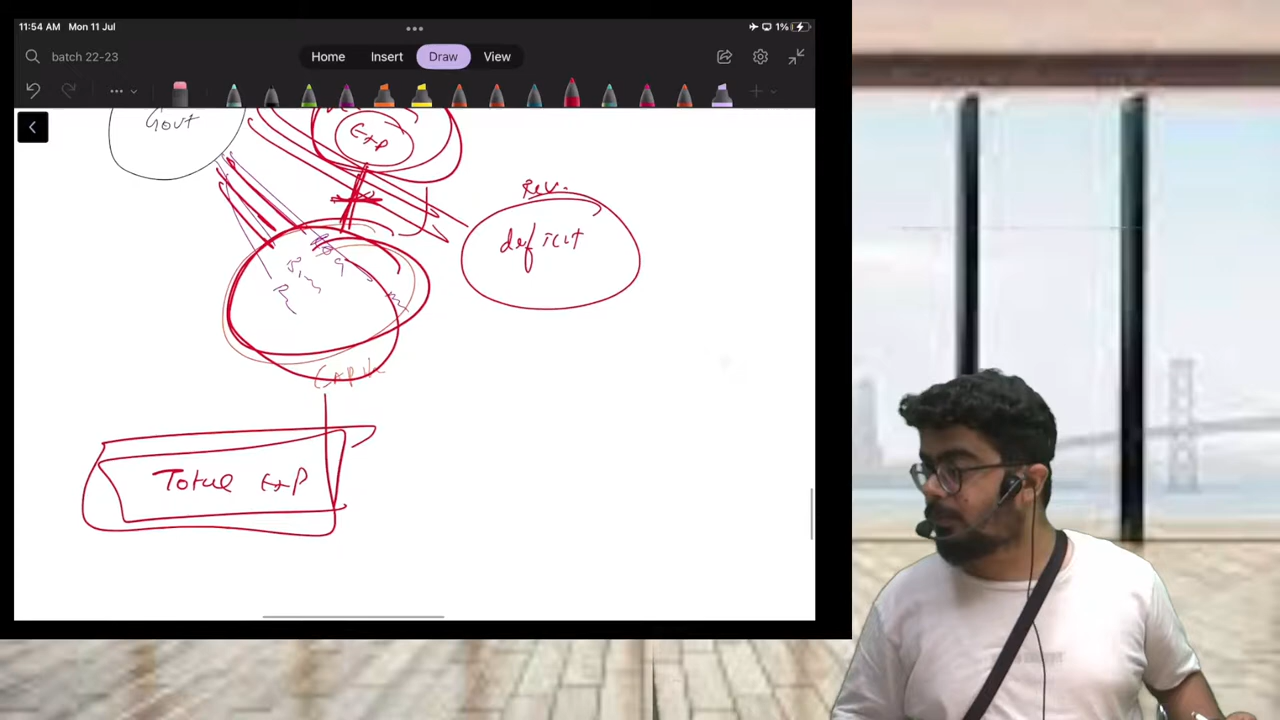 11:54 AM Mon 11 Jul
1%
batch 22-23
Home Insert Draw View
Govt
Exp
Rev.
deficit
Total Exp